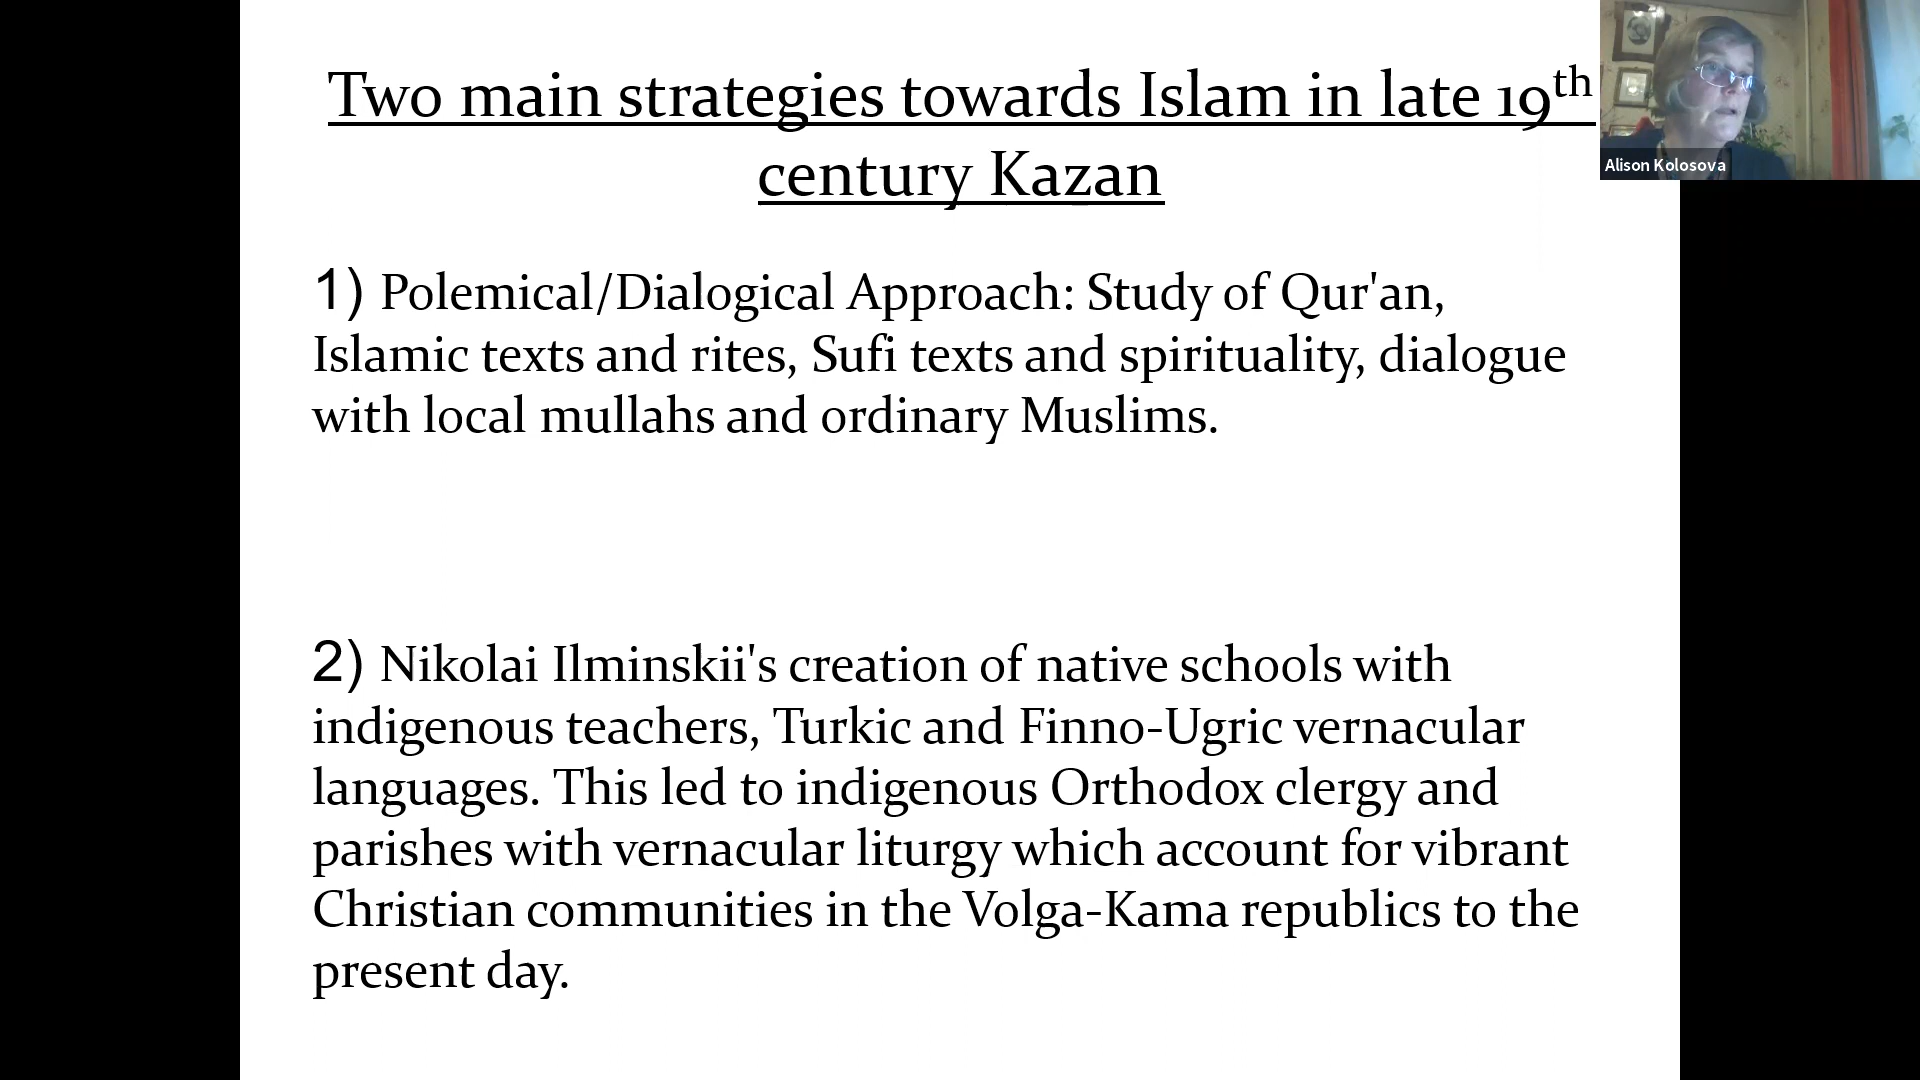 Two main strategies towards Islam in late 19th
century Kazan
Alison Kolosova
1) Polemical/Dialogical Approach: Study of Qur'an,
Islamic texts and rites, Sufi texts and spirituality, dialogue
with local mullahs and ordinary Muslims.
2) Nikolai Ilminskii's creation of native schools with
indigenous teachers, Turkic and Finno-Ugric vernacular
languages. This led to indigenous Orthodox clergy and
parishes with vernacular liturgy which account for vibrant
Christian communities in the Volga-Kama republics to the
present day.